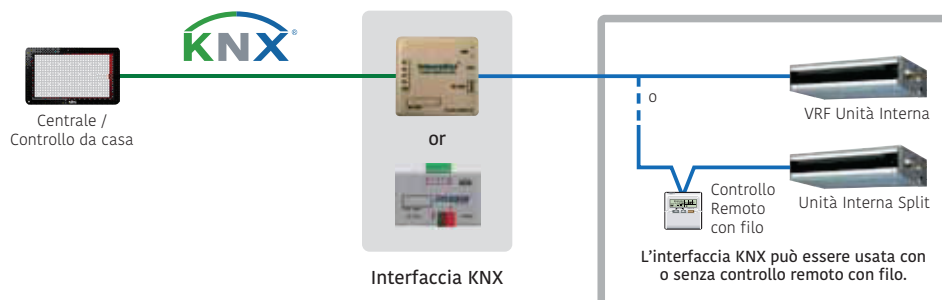 KNX
Centrale /
Controllo da casa
or
Interfaccia KNX
o
VRF Unità Interna
Controllo
Remoto
con filo
Unità Interna Split
L'interfaccia KNX può essere usata con
o senza controllo remoto con filo.